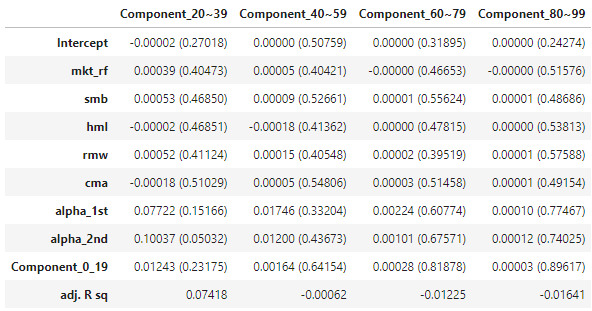 Component_20~39 Component_40~59 Component_60~79 Component_80~99
Intercept -0.00002 (0.27018) 0.00000 (0.50759) 0.00000 (0.31895) 0.00000 (0.24274)
mkt_rf 0.00039 (0.40473) 0.00005 (0.40421) -0.00000 (0.46653) -0.00000 (0.51576)
smb 0.00053 (0.46850) 0.00009 (0.52661) 0.00001 (0.55624) 0.00001 (0.48686)
hml -0.00002 (0.46851) -0.00018 (0.41362) 0.00000 (0.47815) 0.00000 (0.53813)
rmw 0.00052 (0.41124) 0.00015 (0.40548) 0.00002 (0.39519) 0.00001 (0.57588)
cma -0.00018 (0.51029) 0.00005 (0.54806) 0.00003 (0.51458) 0.00001 (0.49154)
alpha_1st 0.07722 (0.15166) 0.01746 (0.33204) 0.00224 (0.60774) 0.00010 (0.77467)
alpha_2nd 0.10037 (0.05032) 0.01200 (0.43673) 0.00101 (0.67571) 0.00012 (0.74025)
Component_0_19 0.01243 (0.23175) 0.00164 (0.64154) 0.00028 (0.81878) 0.00003 (0.89617)
adj. R sq 0.07418 -0.00062 -0.01225 -0.01641